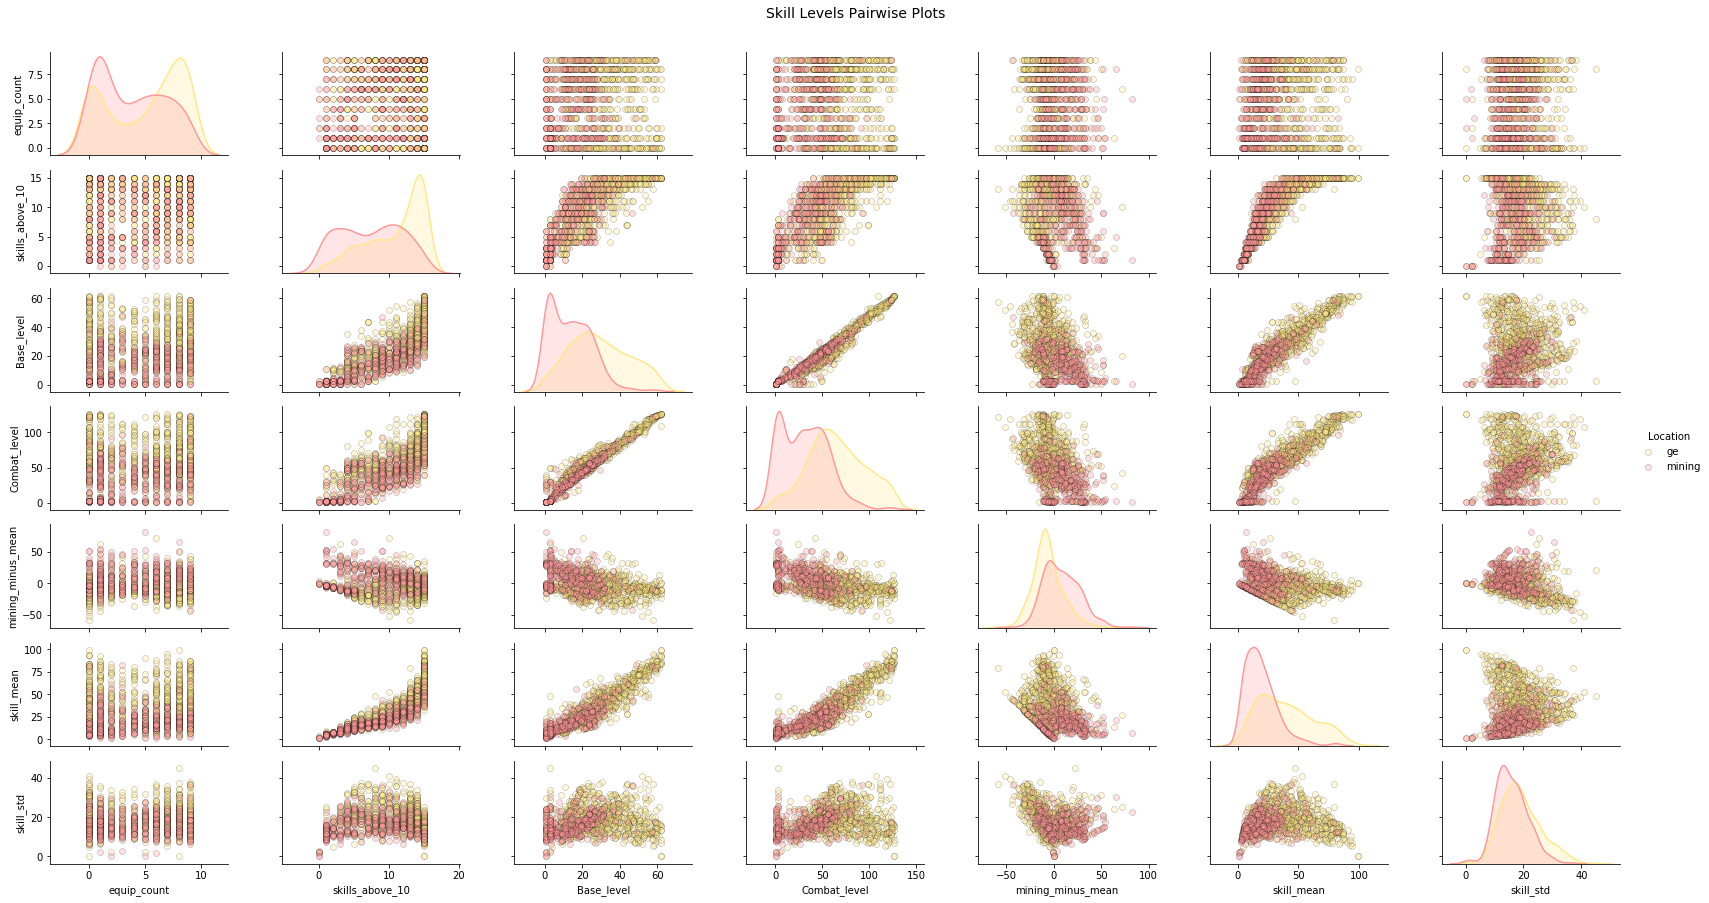 Skill Levels Pairwise Plots
equip_count
7.5
5.0
2.5
0.0
skills_above_10
15
10
5
0
Base_level
60
40
20
0
Combat_level
100
50
0
mining_minus_mean
50
0
−50
skill_mean
100
75
50
25
0
skill_std
40
20
0
0 5 10
0 10 20
0 20 40 60
0 50 100 150
−50 0 50 100
0 50 100
0 20 40
equip_count skills_above_10 Base_level Combat_level mining_minus_mean skill_mean skill_std
Location
ge
mining